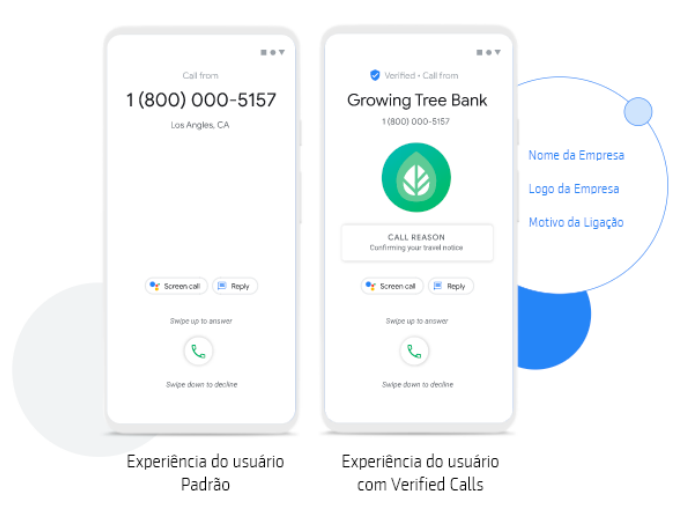 Call from
1 (800) 000-5157
Los Angles, CA
Screen call
Reply
Swipe up to answer
Swipe down to decline
Verified • Call from
Growing Tree Bank
1 (800) 000-5157
CALL REASON
Confirming your travel notice
Screen call
Reply
Swipe up to answer
Swipe down to decline
Nome da Empresa
Logo da Empresa
Motivo da Ligação
Experiência do usuário
Padrão
Experiência do usuário
com Verified Calls